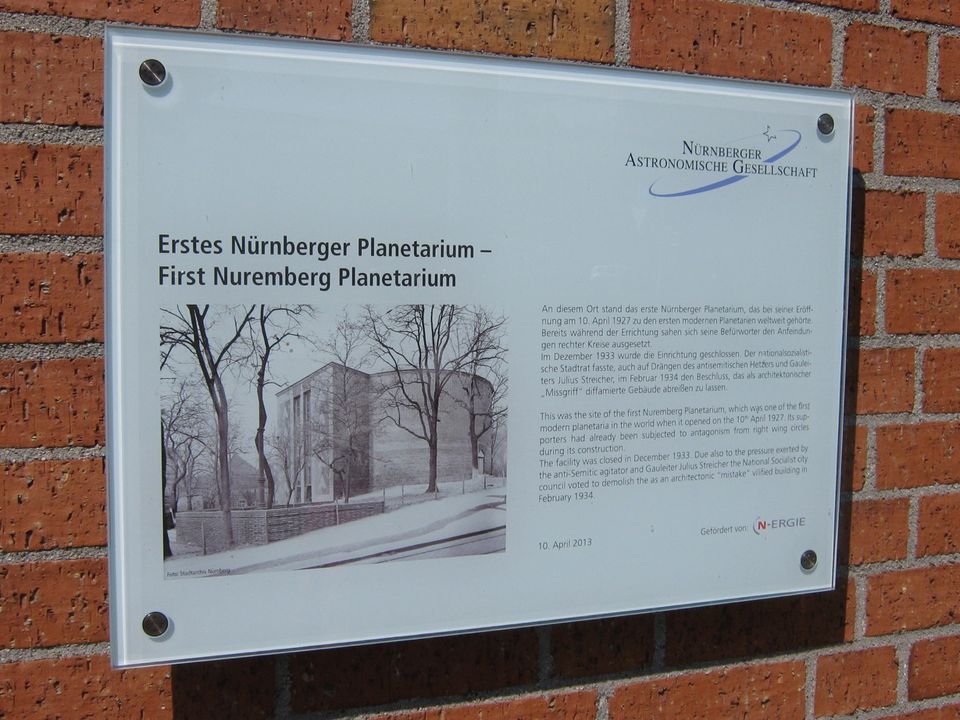 NÜRNBERGER
ASTRONOMISCHE GESELLSCHAFT
Erstes Nürnberger Planetarium –
First Nuremberg Planetarium
An diesem Ort stand das erste Nürnberger Planetarium, das bei seiner Eröff-
nung am 10. April 1927 zu den ersten modernen Planetarien weltweit gehörte.
Bereits während der Errichtung sahen sich seine Befürworter den Anfeindun-
gen rechter Kreise ausgesetzt.
Im Dezember 1933 wurde die Einrichtung geschlossen. Der nationalsozialisti-
sche Stadtrat fasste, auch auf Drängen des antisemitischen Hetzers und Gaulei-
ters Julius Streicher, im Februar 1934 den Beschluss, das als architektonischer
„Missgriff“ diffamierte Gebäude abreißen zu lassen.
This was the site of the first Nuremberg Planetarium, which was one of the first
modern planetaria in the world when it opened on the 10th April 1927. Its sup-
porters had already been subjected to antagonism from right wing circles
during its construction.
The facility was closed in December 1933. Due also to the pressure exerted by
the anti-Semitic agitator and Gauleiter Julius Streicher the National Socialist city
council voted to demolish the as an architectonic "mistake" vilified building in
February 1934.
10. April 2013
Gefördert von: N-ERGIE
Foto: Stadtarchiv Nürnberg